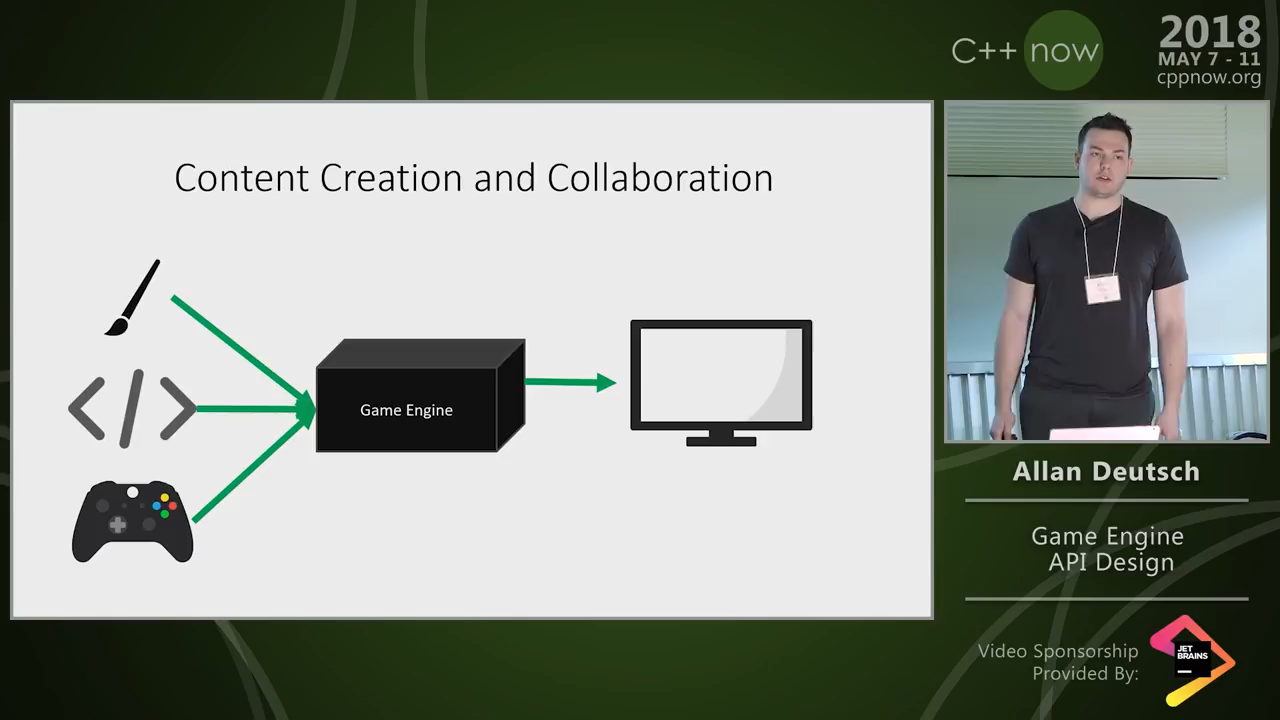 C++ now
2018
MAY 7 - 11
cppnow.org
Content Creation and Collaboration
Game Engine
Allan Deutsch
Game Engine
API Design
Video Sponsorship
Provided By:
JET
BRAINS